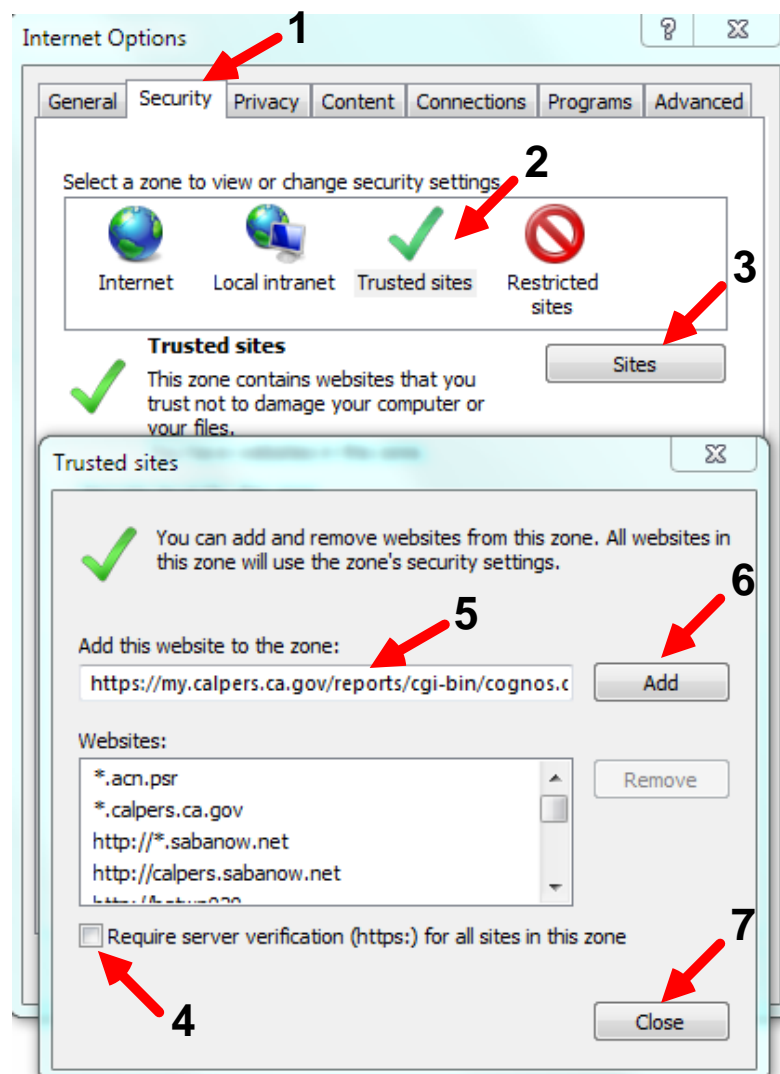 Internet Options
1
General Security Privacy Content Connections Programs Advanced
2
Select a zone to view or change security settings
Internet Local intranet Trusted sites Restricted sites
3
Trusted sites
Sites
This zone contains websites that you
trust not to damage your computer or
your files.
Trusted sites
You can add and remove websites from this zone. All websites in
this zone will use the zone's security settings.
6
5
Add this website to the zone:
https://my.calpers.ca.gov/reports/cgi-bin/cognos.c
Add
Websites:
*.acn.psr
Remove
*.calpers.ca.gov
http://*.sabanow.net
http://calpers.sabanow.net
Require server verification (https:) for all sites in this zone
7
4
Close